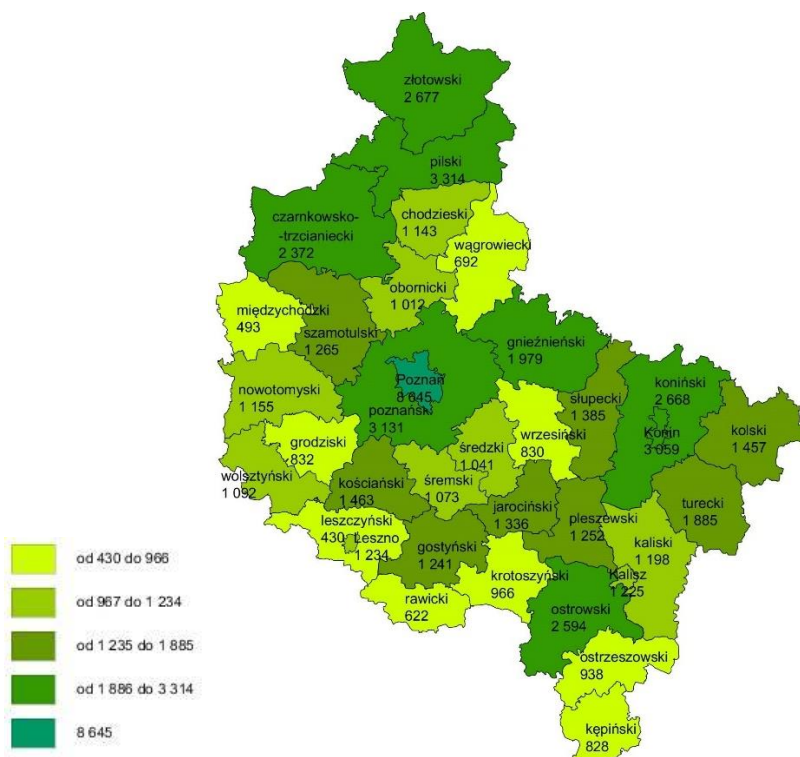 złotowski
2 677
pilski
3 314
chodzieski
1 143
czarnkowsko-
-trzcianiecki
2 372
wągrowiecki
692
obornicki
1 012
międzychodzki
493
szamotulski
1 265
gnieźnieński
1 979
Poznań
8 645
poznański
3 131
słupecki
1 385
koniński
2 668
Konin
3 059
kolski
1 457
nowotomyski
1 155
grodziski
832
średzki
1 041
wrzesiński
830
wolsztyński
1 092
kościański
1 463
śremski
1 073
jarociński
1 336
pleszewski
1 252
turecki
1 885
kaliski
1 198
leszczyński
430
Leszno
1 234
gostyński
1 241
krotoszyński
966
Kalisz
1 225
rawicki
622
ostrowski
2 594
ostrzeszowski
938
kępiński
828
od 430 do 966
od 967 do 1 234
od 1 235 do 1 885
od 1 886 do 3 314
8 645